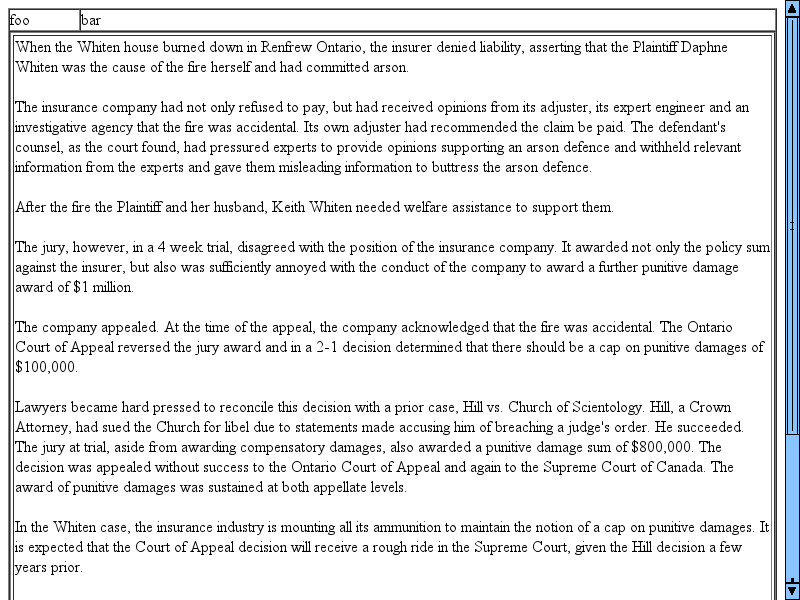 foo bar
When the Whiten house burned down in Renfrew Ontario, the insurer denied liability, asserting that the Plaintiff Daphne
Whiten was the cause of the fire herself and had committed arson.
The insurance company had not only refused to pay, but had received opinions from its adjuster, its expert engineer and an
investigative agency that the fire was accidental. Its own adjuster had recommended the claim be paid. The defendant's
counsel, as the court found, had pressured experts to provide opinions supporting an arson defence and withheld relevant
information from the experts and gave them misleading information to buttress the arson defence.
After the fire the Plaintiff and her husband, Keith Whiten needed welfare assistance to support them.
The jury, however, in a 4 week trial, disagreed with the position of the insurance company. It awarded not only the policy sum
against the insurer, but also was sufficiently annoyed with the conduct of the company to award a further punitive damage
award of $1 million.
The company appealed. At the time of the appeal, the company acknowledged that the fire was accidental. The Ontario
Court of Appeal reversed the jury award and in a 2-1 decision determined that there should be a cap on punitive damages of
$100,000.
Lawyers became hard pressed to reconcile this decision with a prior case, Hill vs. Church of Scientology. Hill, a Crown
Attorney, had sued the Church for libel due to statements made accusing him of breaching a judge's order. He succeeded.
The jury at trial, aside from awarding compensatory damages, also awarded a punitive damage sum of $800,000. The
decision was appealed without success to the Ontario Court of Appeal and again to the Supreme Court of Canada. The
award of punitive damages was sustained at both appellate levels.
In the Whiten case, the insurance industry is mounting all its ammunition to maintain the notion of a cap on punitive damages. It
is expected that the Court of Appeal decision will receive a rough ride in the Supreme Court, given the Hill decision a few
years prior.